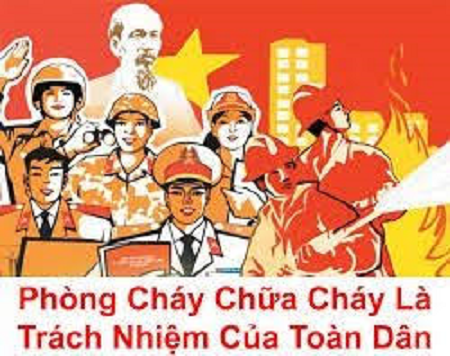 Phòng Cháy Chữa Cháy Là
Trách Nhiệm Của Toàn Dân